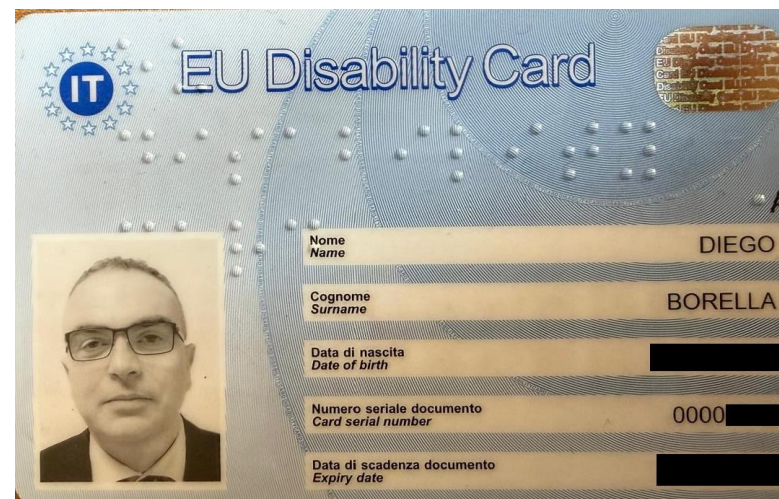 IT
EU Disability Card
Nome
Name
DIEGO
Cognome
Surname
BORELLA
Data di nascita
Date of birth
Numero seriale documento
Card serial number
0000
Data di scadenza documento
Expiry date